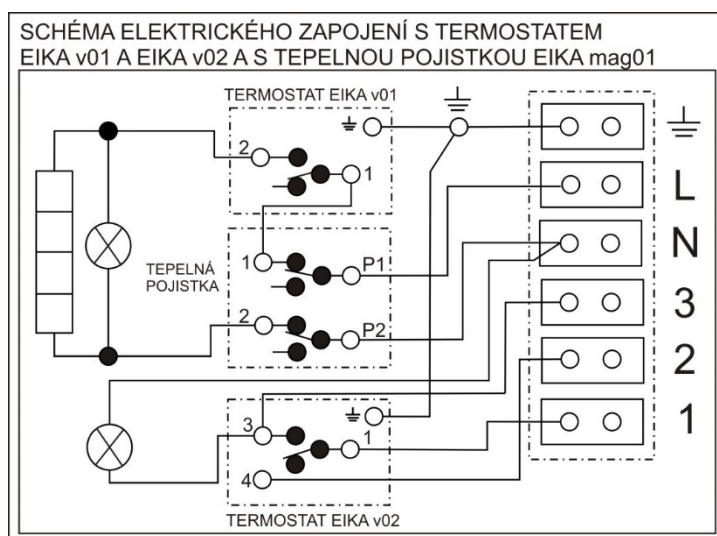 SCHÉMA ELEKTRICKÉHO ZAPOJENÍ S TERMOSTATEM
EIKA v01 A EIKA v02 A S TEPELNOU POJISTKOU EIKA mag01
TERMOSTAT EIKA v01
2
1
L
TEPELNÁ
POJISTKA
1
P1
N
2
P2
3
2
3
1
1
4
TERMOSTAT EIKA v02